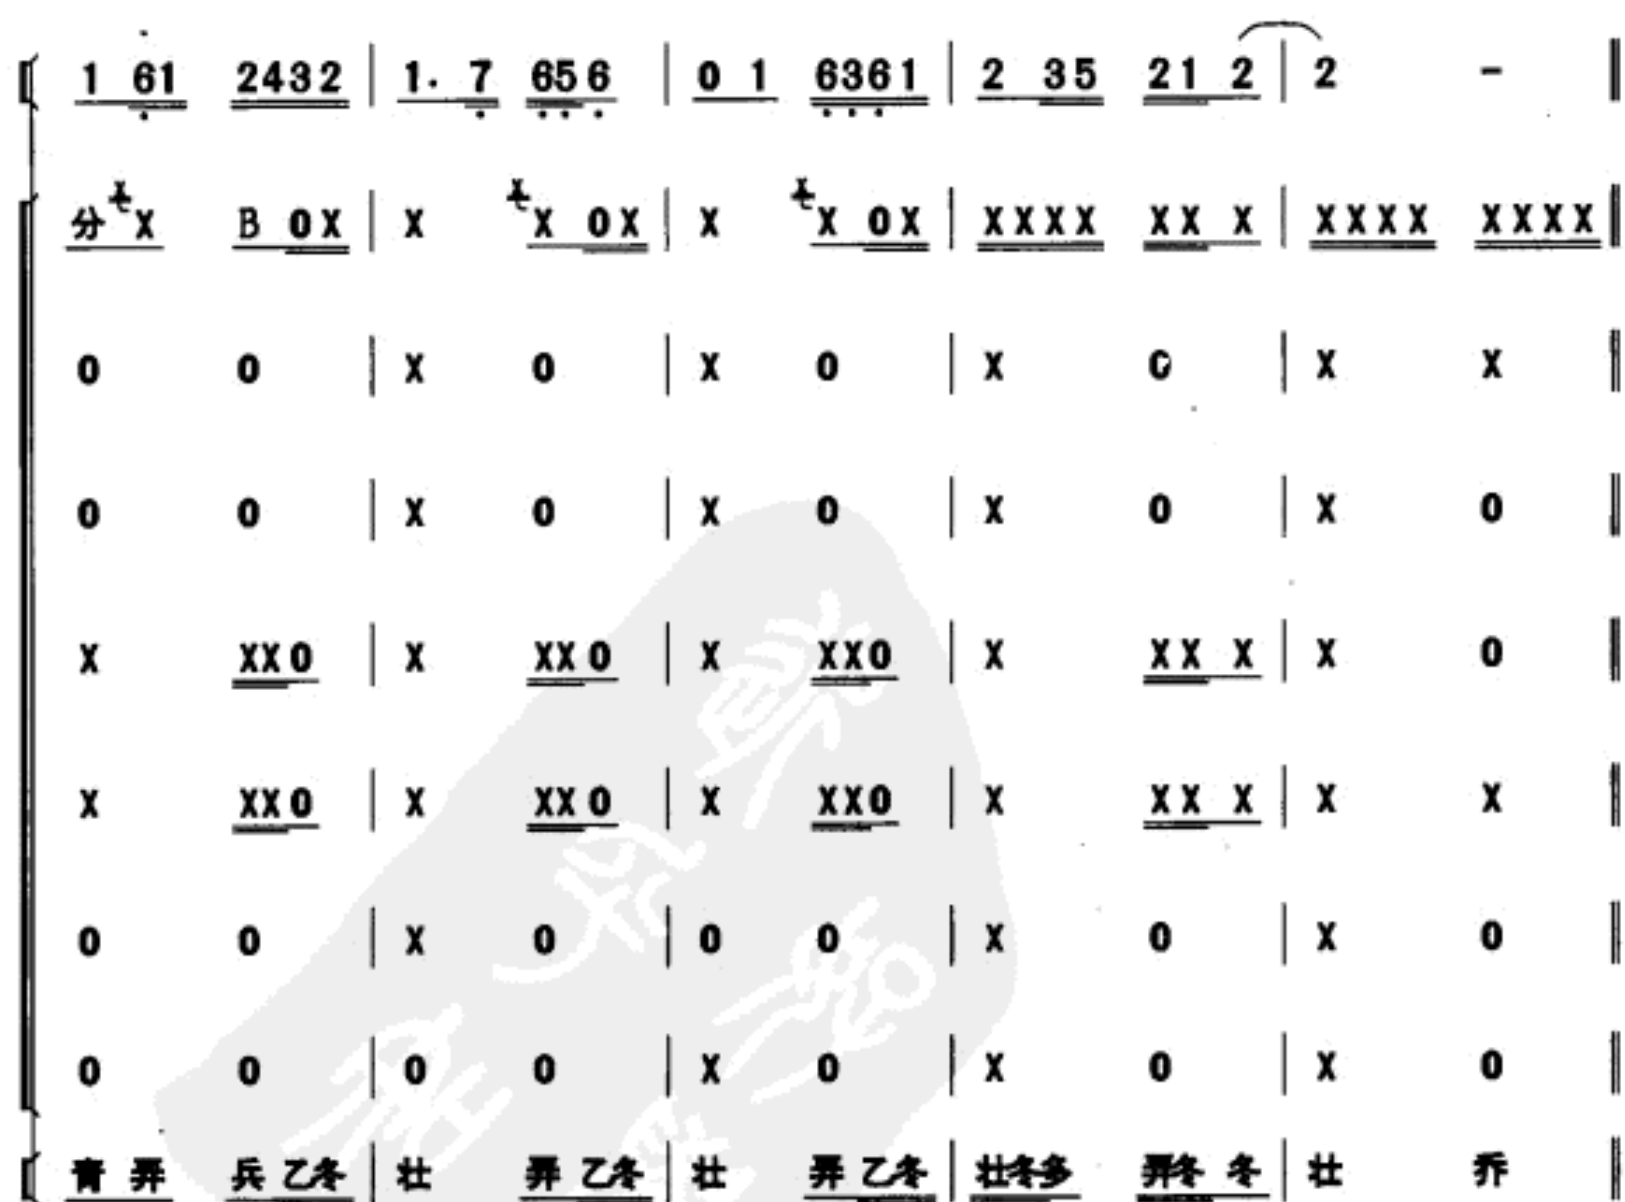 1 61 2432 | 1. 7 656 | 0 1 6361 | 2 35 21 2 | 2 - ‖
分 X B 0X | X X 0X | X X 0X | XXXX XX X | XXXX XXXX ‖
0 0 | X 0 | X 0 | X 0 | X X ‖
0 0 | X 0 | X 0 | X 0 | X 0 ‖
X XX0 | X XX0 | X XX0 | X XX X | X 0 ‖
X XX0 | X XX0 | X XX0 | X XX X | X X ‖
0 0 | X 0 | 0 0 | X 0 | X 0 ‖
0 0 | 0 0 | X 0 | X 0 | X 0 ‖
青 弄 兵 乙冬 | 壮 弄 乙冬 | 壮 弄 乙冬 | 壮冬多 弄冬 冬 | 壮 乔 ‖